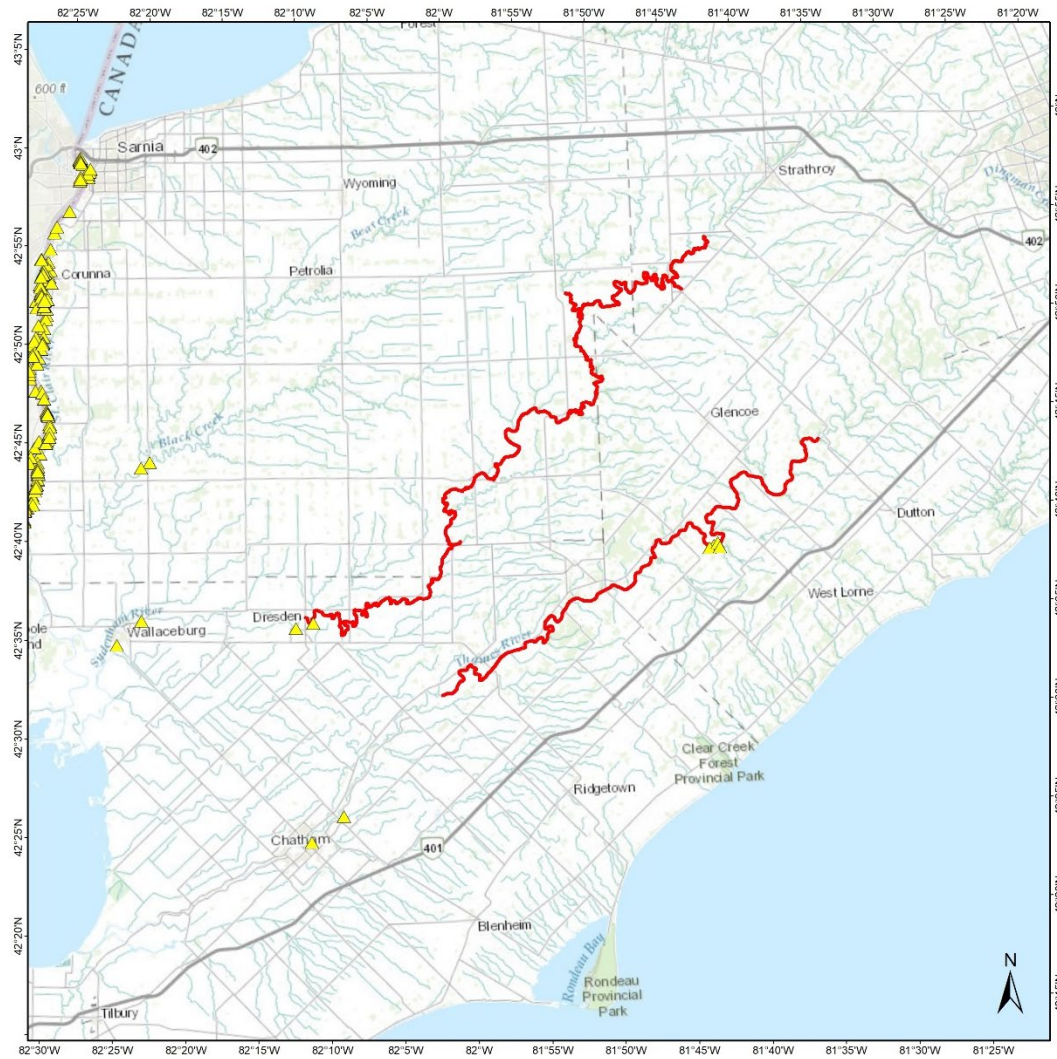 82°25'W 82°20'W 82°10'W 82°5'W 81°55'W 81°50'W 81°45'W 81°40'W 81°35'W 81°30'W 81°25'W 81°20'W
43°5'N
600 ft
CANADA
43°N
Sarnia
402
Strathroy
Wyoming
Bear Creek
Dingman
42°55'N
402
Corunna
Petrolia
42°50'N
Glencoe
42°45'N
Black Creek
Dutton
42°40'N
West Lorne
Dresden
Wallaceburg
Sydenham River
42°35'N
Thames River
42°30'N
Clear Creek
Forest
Provincial Park
Ridgetown
42°25'N
Chatham
401
Blenheim
42°20'N
Rondeau Bay
Rondeau
Provincial
Park
N
Tilbury
82°30'W 82°25'W 82°20'W 82°15'W 82°10'W 82°5'W 82°W 81°55'W 81°50'W 81°45'W 81°40'W 81°35'W 81°30'W 81°25'W